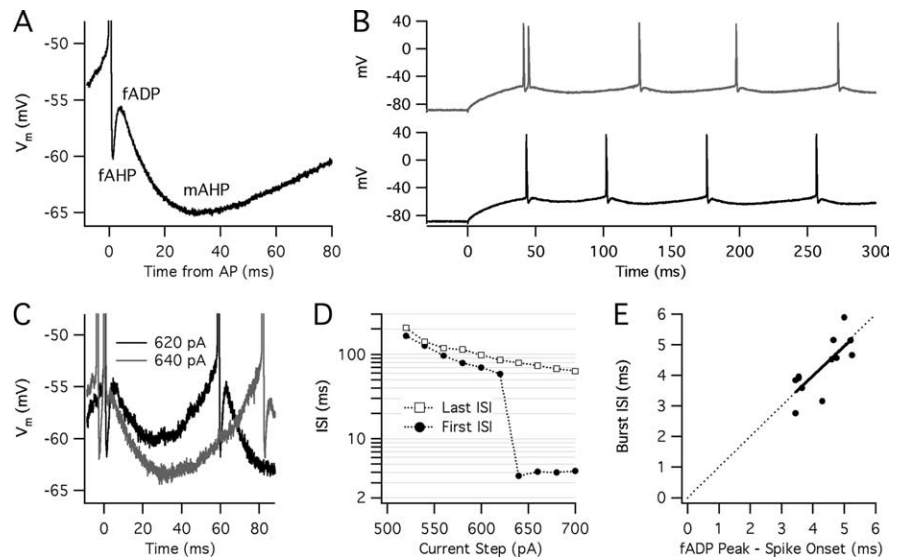 A
-50
-55
-60
-65
Vm (mV)
fADP
fAHP
mAHP
0
20
40
60
80
Time from AP (ms)
B
40
0
-40
-80
mV
40
0
-40
-80
mV
0
50
100
150
200
250
300
Time (ms)
C
-50
-55
-60
-65
Vm (mV)
620 pA
640 pA
0
20
40
60
80
Time (ms)
D
100
10
2
ISI (ms)
Last ISI
First ISI
500
550
600
650
700
Current Step (pA)
E
6
5
4
3
2
1
0
Burst ISI (ms)
0
1
2
3
4
5
6
fADP Peak - Spike Onset (ms)